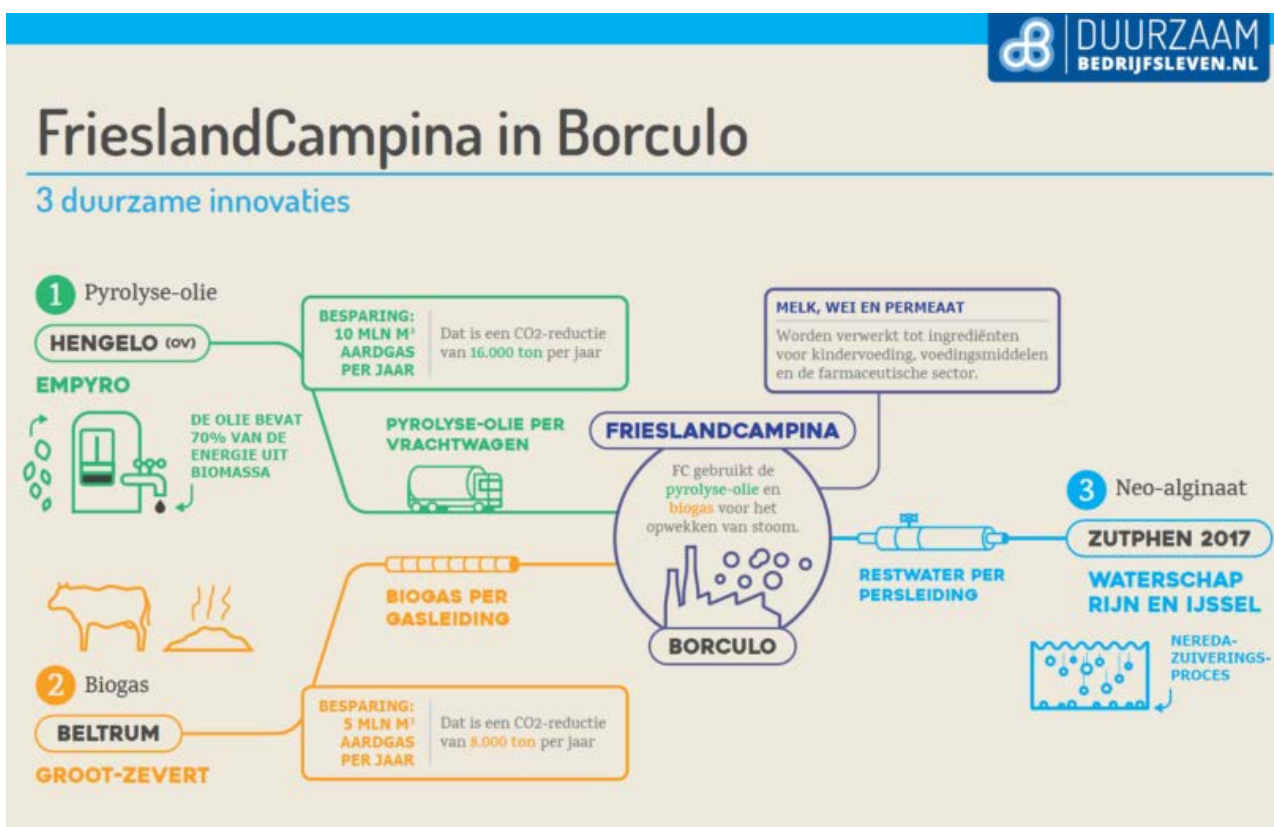 DUURZAAM
BEDRIJFSLEVEN.NL
FrieslandCampina in Borculo
3 duurzame innovaties
1 Pyrolyse-olie
HENGELO (OV)
EMPYRO
DE OLIE BEVAT
70% VAN DE
ENERGIE UIT
BIOMASSA
BESPARING:
10 MLN M³
AARDGAS
PER JAAR
Dat is een CO2-reductie
van 16.000 ton per jaar
PYROLYSE-OLIE PER
VRACHTWAGEN
MELK, WEI EN PERMEAAT
Worden verwerkt tot ingrediënten
voor kindervoeding, voedingsmiddelen
en de farmaceutische sector.
FRIESLANDCAMPINA
FC gebruikt de
pyrolyse-olie en
biogas voor het
opwekken van stoom.
BORCULO
BIOGAS PER
GASLEIDING
2 Biogas
BELTRUM
GROOT-ZEVERT
BESPARING:
5 MLN M³
AARDGAS
PER JAAR
Dat is een CO2-reductie
van 8.000 ton per jaar
RESTWATER PER
PERSLEIDING
3 Neo-alginaat
ZUTPHEN 2017
WATERSCHAP
RIJN EN IJSSEL
NEREDA-
ZUIVERINGS-
PROCES